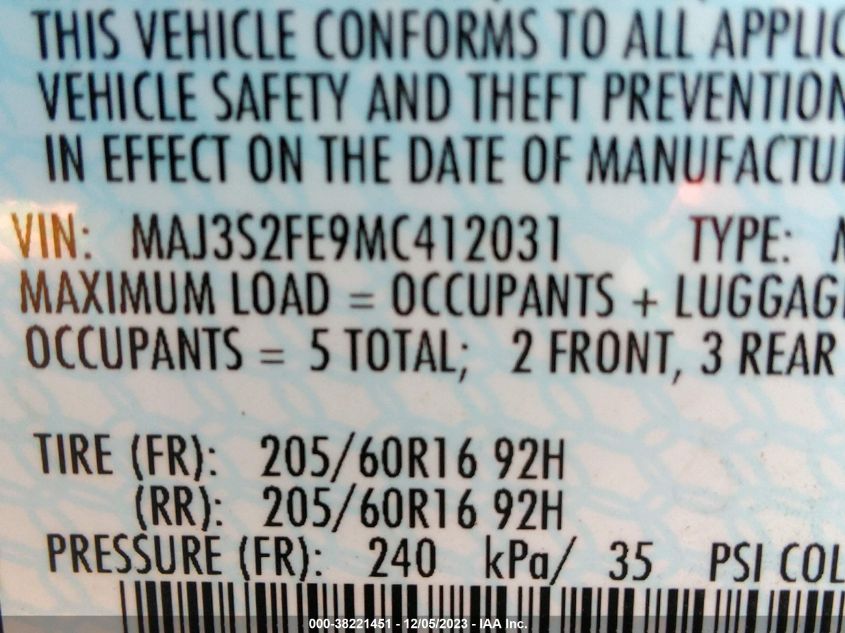 THIS VEHICLE CONFORMS TO ALL APPLIC
VEHICLE SAFETY AND THEFT PREVENTION
IN EFFECT ON THE DATE OF MANUFACTU
VIN: MAJ3S2FE9MC412031 TYPE:
MAXIMUM LOAD = OCCUPANTS + LUGGAG
OCCUPANTS = 5 TOTAL; 2 FRONT, 3 REAR
TIRE (FR): 205/60R16 92H
(RR): 205/60R16 92H
PRESSURE (FR): 240 kPa/ 35 PSI COL
000-38221451 - 12/05/2023 - IAA Inc.